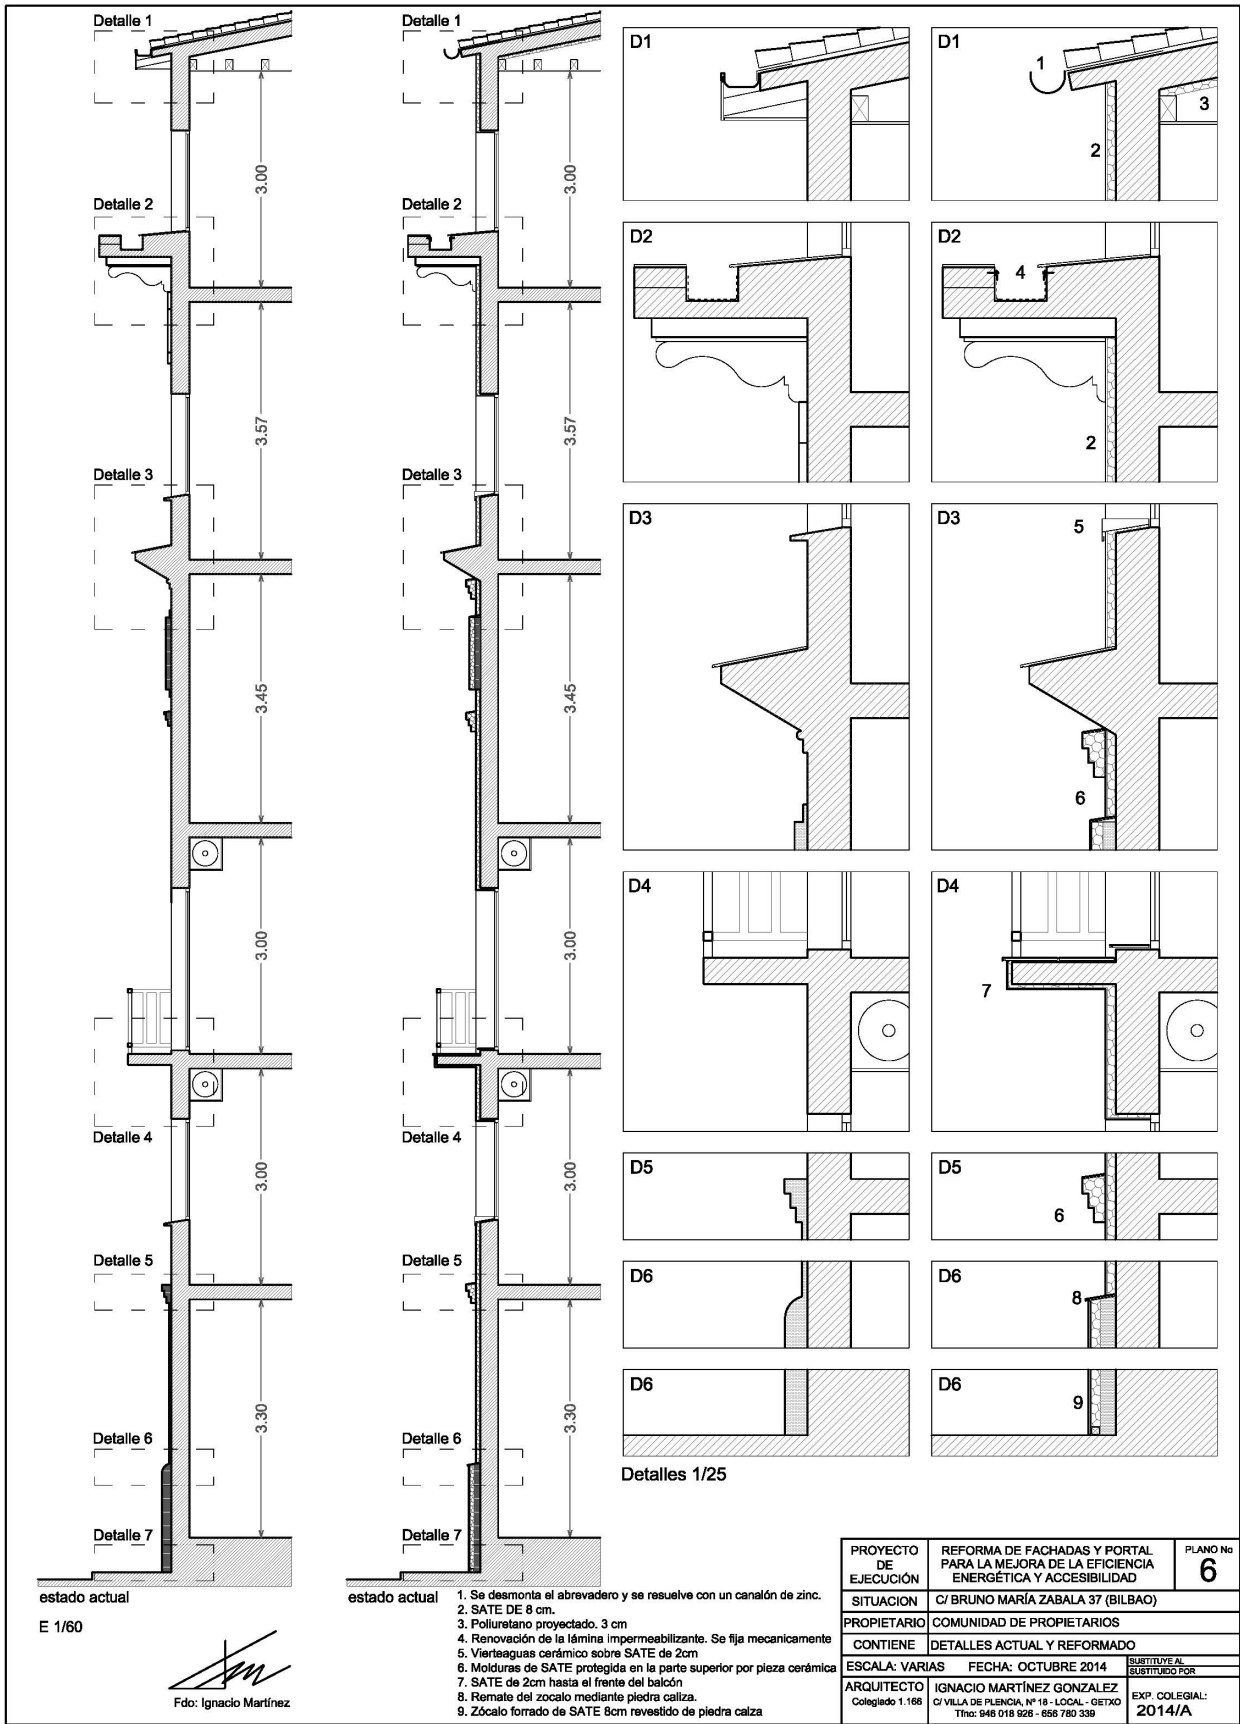 Detalle 1
3.00
Detalle 2
3.57
Detalle 3
3.45
3.00
Detalle 4
3.00
Detalle 5
3.30
Detalle 6
Detalle 7
estado actual
E 1/60
Fdo: Ignacio Martínez
Detalle 1
3.00
Detalle 2
3.57
Detalle 3
3.45
3.00
Detalle 4
3.00
Detalle 5
3.30
Detalle 6
Detalle 7
estado actual
D1
D1
1
2
3
D2
D2
4
2
D3
D3
5
6
D4
D4
7
D5
D5
6
D6
D6
8
D6
D6
9
Detalles 1/25
1. Se desmonta el abrevadero y se resuelve con un canalón de zinc.
2. SATE DE 8 cm.
3. Poliuretano proyectado. 3 cm
4. Renovación de la lámina impermeabilizante. Se fija mecanicamente
5. Vierteaguas cerámico sobre SATE de 2cm
6. Molduras de SATE protegida en la parte superior por pieza cerámica
7. SATE de 2cm hasta el frente del balcón
8. Remate del zocalo mediante piedra caliza.
9. Zócalo forrado de SATE 8cm revestido de piedra calza
PROYECTO DE EJECUCIÓN
REFORMA DE FACHADAS Y PORTAL
PARA LA MEJORA DE LA EFICIENCIA
ENERGÉTICA Y ACCESIBILIDAD
PLANO No
6
SITUACION C/ BRUNO MARÍA ZABALA 37 (BILBAO)
PROPIETARIO COMUNIDAD DE PROPIETARIOS
CONTIENE DETALLES ACTUAL Y REFORMADO
ESCALA: VARIAS FECHA: OCTUBRE 2014
SUSTITUYE AL
SUSTITUIDO POR
ARQUITECTO
Colegiado 1.166
IGNACIO MARTÍNEZ GONZALEZ
C/ VILLA DE PLENCIA, Nº 18 - LOCAL - GETXO
Tfno: 946 018 926 - 656 780 339
EXP. COLEGIAL:
2014/A